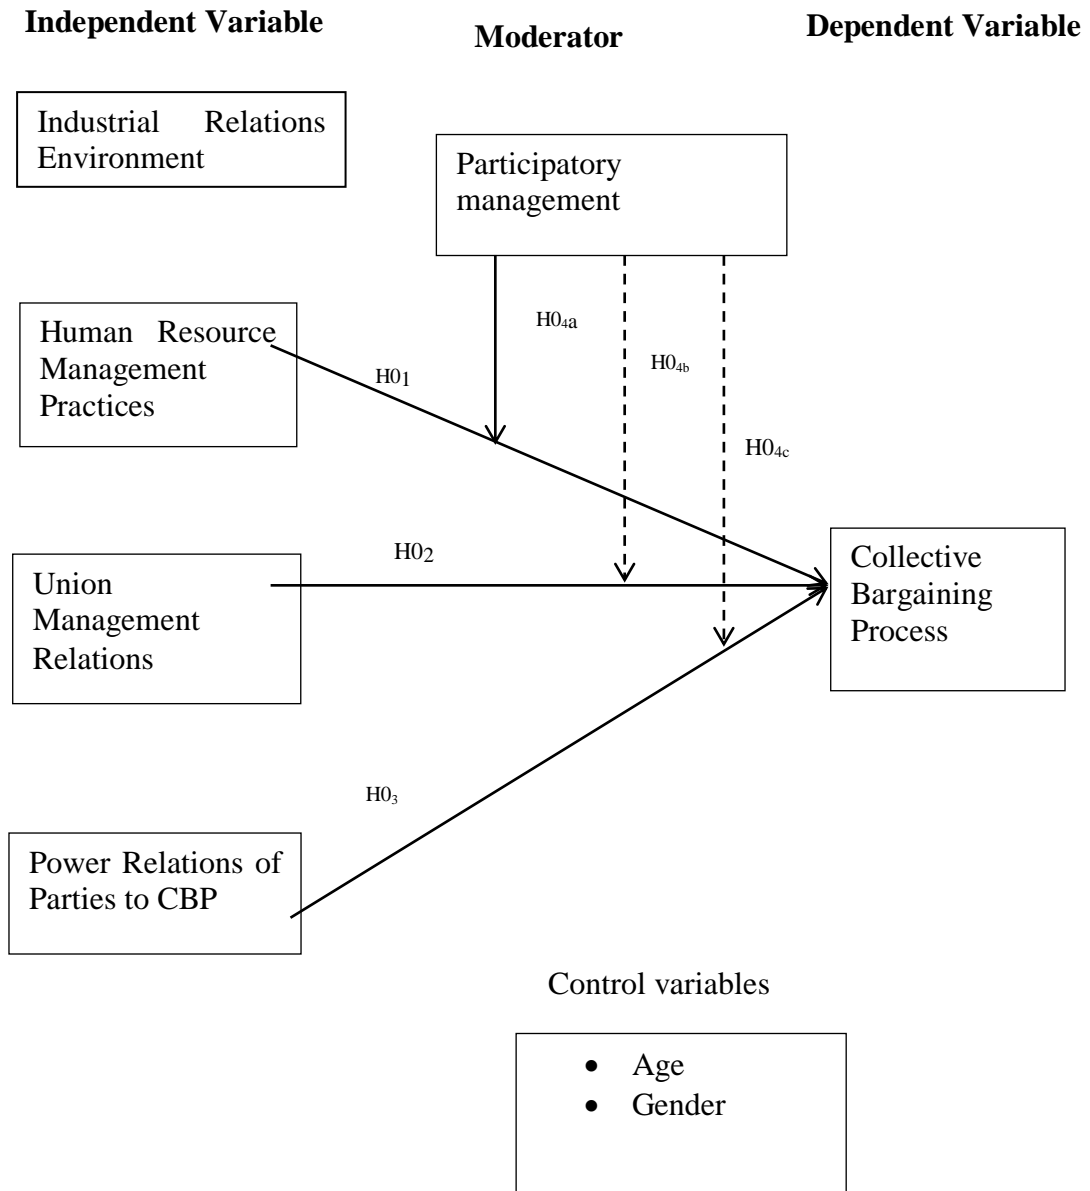 Independent Variable
Moderator
Dependent Variable
Industrial Relations
Environment
Participatory
management
Human Resource
Management
Practices
H04a
H01
H04b
H04c
H02
Union
Management
Relations
Collective
Bargaining
Process
H03
Power Relations of
Parties to CBP
Control variables
• Age
• Gender